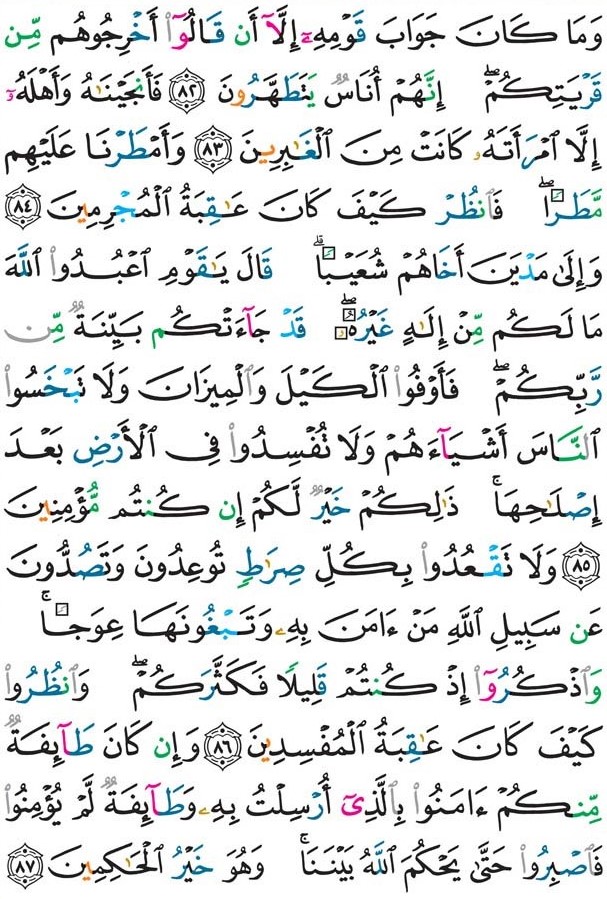 وَمَا كَانَ جَوَابَ قَوْمِهِۦٓ إِلَّآ أَن قَالُوٓا۟ أَخْرِجُوهُم مِّن
قَرْيَتِكُمْ ۖ إِنَّهُمْ أُنَاسٌ يَتَطَهَّرُونَ ٨٢ فَأَنجَيْنَـٰهُ وَأَهْلَهُۥٓ
إِلَّا ٱمْرَأَتَهُۥ كَانَتْ مِنَ ٱلْغَـٰبِرِينَ ٨٣ وَأَمْطَرْنَا عَلَيْهِم
مَّطَرًا ۖ فَٱنظُرْ كَيْفَ كَانَ عَـٰقِبَةُ ٱلْمُجْرِمِينَ ٨٤
وَإِلَىٰ مَدْيَنَ أَخَاهُمْ شُعَيْبًا ۗ قَالَ يَـٰقَوْمِ ٱعْبُدُوا۟ ٱللَّهَ
مَا لَكُم مِّنْ إِلَـٰهٍ غَيْرُهُۥ ۖ قَدْ جَآءَتْكُم بَيِّنَةٌ مِّن
رَّبِّكُمْ ۖ فَأَوْفُوا۟ ٱلْكَيْلَ وَٱلْمِيزَانَ وَلَا تَبْخَسُوا۟
ٱلنَّاسَ أَشْيَآءَهُمْ وَلَا تُفْسِدُوا۟ فِى ٱلْأَرْضِ بَعْدَ
إِصْلَـٰحِهَا ۚ ذَٰلِكُمْ خَيْرٌ لَّكُمْ إِن كُنتُم مُّؤْمِنِينَ
٨٥ وَلَا تَقْعُدُوا۟ بِكُلِّ صِرَٰطٍ تُوعِدُونَ وَتَصُدُّونَ
عَن سَبِيلِ ٱللَّهِ مَنْ ءَامَنَ بِهِۦ وَتَبْغُونَهَا عِوَجًا ۚ
وَٱذْكُرُوٓا۟ إِذْ كُنتُمْ قَلِيلًا فَكَثَّرَكُمْ ۖ وَٱنظُرُوا۟
كَيْفَ كَانَ عَـٰقِبَةُ ٱلْمُفْسِدِينَ ٨٦ وَإِن كَانَ طَآئِفَةٌ
مِّنكُمْ ءَامَنُوا۟ بِٱلَّذِىٓ أُرْسِلْتُ بِهِۦ وَطَآئِفَةٌ لَّمْ يُؤْمِنُوا۟
فَٱصْبِرُوا۟ حَتَّىٰ يَحْكُمَ ٱللَّهُ بَيْنَنَا ۚ وَهُوَ خَيْرُ ٱلْحَـٰكِمِينَ ٨٧